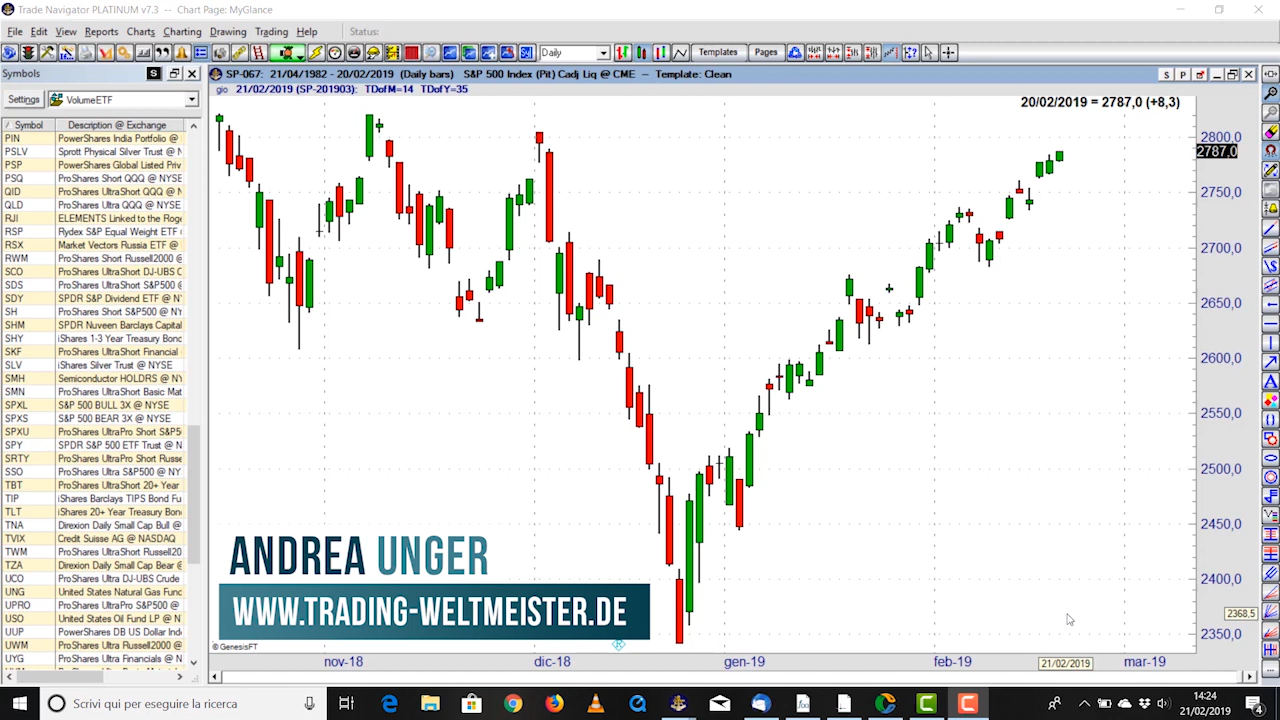 Trade Navigator PLATINUM v7.3 - Chart Page: MyGlance
File Edit View Reports Charts Charting Drawing Trading Help Status:
Daily Templates Pages
Symbols S
SP-067: 21/04/1982 - 20/02/2019 (Daily bars) S&P 500 Index (Pit) Cadj Liq @ CME -- Template: Clean
S P
gio 21/02/2019 (SP-201903): TDofM=14 TDofY=35
20/02/2019 = 2787,0 (+8,3)
Settings VolumeETF
Symbol Description @ Exchange
PIN PowerShares India Portfolio @
PSLV Sprott Physical Silver Trust @ N
PSP PowerShares Global Listed Priv
PSQ ProShares Short QQQ @ NYSE
QID ProShares UltraShort QQQ @ N
QLD ProShares Ultra QQQ @ NYSE
RJI ELEMENTS Linked to the Roge
RSP Rydex S&P Equal Weight ETF @
RSX Market Vectors Russia ETF @
RWM ProShares Short Russell2000 @
SCO ProShares UltraShort DJ-UBS C
SDS ProShares UltraShort S&P500 @
SDY SPDR S&P Dividend ETF @ N
SH ProShares Short S&P500 @ N
SHM SPDR Nuveen Barclays Capital
SHY iShares 1-3 Year Treasury Bond
SKF ProShares UltraShort Financial
SLV iShares Silver Trust @ NYSE
SMH Semiconductor HOLDRS @ NY
SMN ProShares UltraShort Basic Mat
SPXL S&P 500 BULL 3X @ NYSE
SPXS S&P 500 BEAR 3X @ NYSE
SPXU ProShares UltraPro Short S&P5
SPY SPDR S&P 500 ETF Trust @ N
SRTY ProShares UltraPro Short Russe
SSO ProShares Ultra S&P500 @ NY
TBT ProShares UltraShort 20+ Year
TIP iShares Barclays TIPS Bond Fu
TLT iShares 20+ Year Treasury Bond
TNA Direxion Daily Small Cap Bull @
TVIX Credit Suisse AG @ NASDAQ
TWM ProShares UltraShort Russell20
TZA Direxion Daily Small Cap Bear @
UCO ProShares Ultra DJ-UBS Crude
UNG United States Natural Gas Func
UPRO ProShares UltraPro S&P500 @
USO United States Oil Fund LP @ N
UUP PowerShares DB US Dollar Ind
UWM ProShares Ultra Russell2000 @
UYG ProShares Ultra Financials @ N
2800,0
2787,0
2750,0
2700,0
2650,0
2600,0
2550,0
2500,0
2450,0
2400,0
2368,5
2350,0
ANDREA UNGER
WWW.TRADING-WELTMEISTER.DE
© GenesisFT
R
nov-18 dic-18 gen-19 feb-19 21/02/2019 mar-19
Scrivi qui per eseguire la ricerca
14:24
21/02/2019